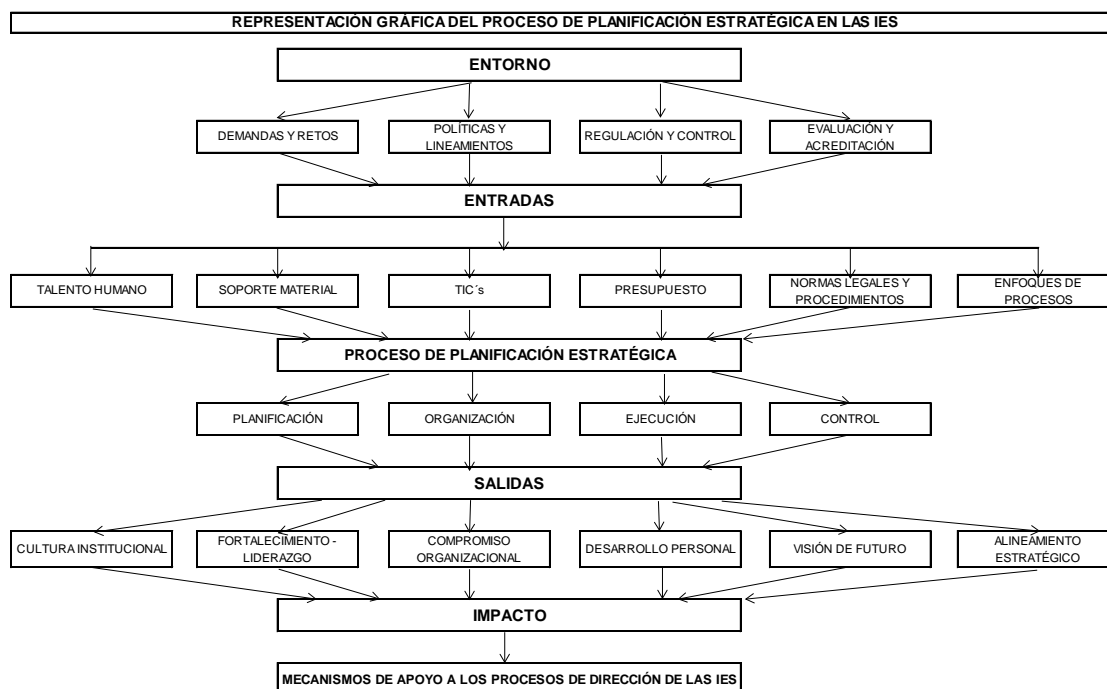 REPRESENTACIÓN GRÁFICA DEL PROCESO DE PLANIFICACIÓN ESTRATÉGICA EN LAS IES
ENTORNO
DEMANDAS Y RETOS
POLÍTICAS Y
LINEAMIENTOS
REGULACIÓN Y CONTROL
EVALUACIÓN Y
ACREDITACIÓN
ENTRADAS
TALENTO HUMANO
SOPORTE MATERIAL
TIC´s
PRESUPUESTO
NORMAS LEGALES Y
PROCEDIMIENTOS
ENFOQUES DE
PROCESOS
PROCESO DE PLANIFICACIÓN ESTRATÉGICA
PLANIFICACIÓN
ORGANIZACIÓN
EJECUCIÓN
CONTROL
SALIDAS
CULTURA INSTITUCIONAL
FORTALECIMIENTO -
LIDERAZGO
COMPROMISO
ORGANIZACIONAL
DESARROLLO PERSONAL
VISIÓN DE FUTURO
ALINEAMIENTO
ESTRATÉGICO
IMPACTO
MECANISMOS DE APOYO A LOS PROCESOS DE DIRECCIÓN DE LAS IES